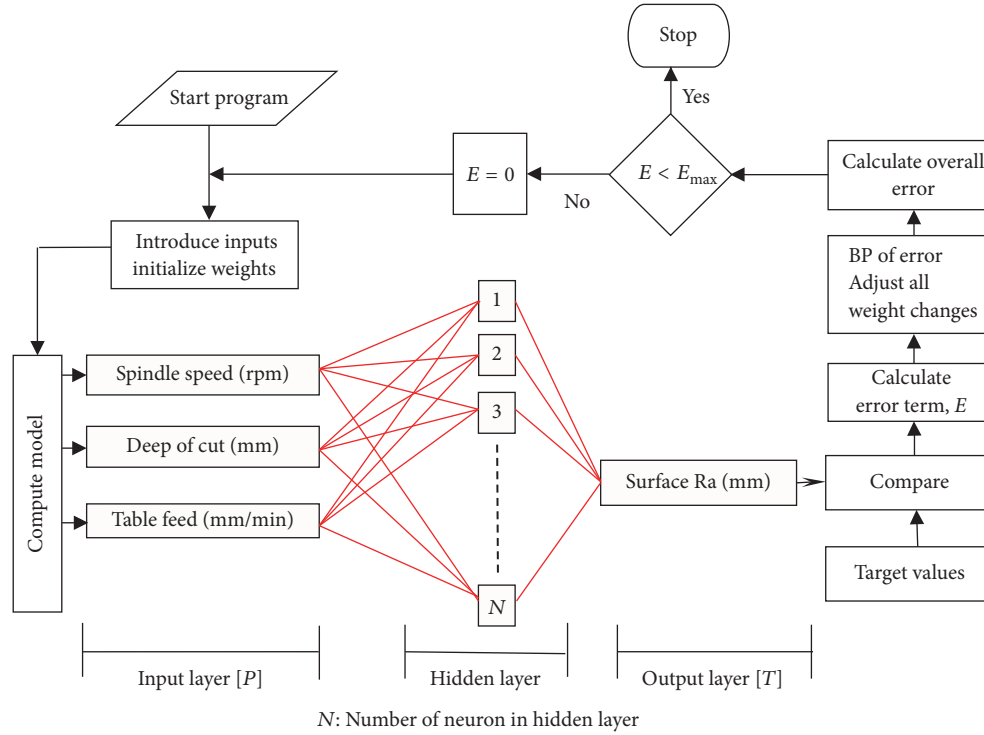 Stop
Yes
Start program
E = 0
E < Emax
No
Calculate overall
error
Introduce inputs
initialize weights
BP of error
Adjust all
weight changes
1
2
3
N
Compute model
Spindle speed (rpm)
Deep of cut (mm)
Table feed (mm/min)
Calculate
error term, E
Surface Ra (mm)
Compare
Target values
Input layer [P]
Hidden layer
Output layer [T]
N: Number of neuron in hidden layer